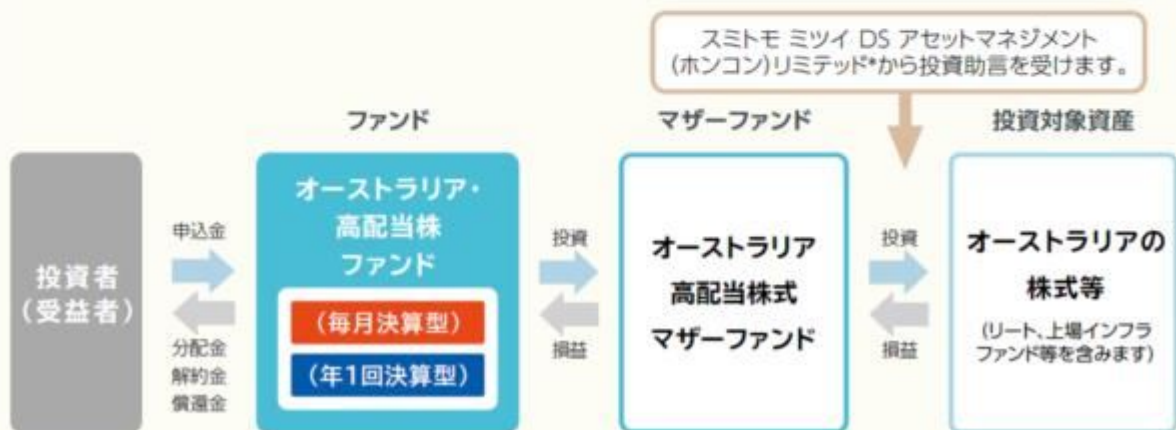 スミトモ ミツイ DS アセットマネジメント
(ホンコン)リミテッド*から投資助言を受けます。
ファンド
マザーファンド
投資対象資産
投資者
(受益者)
申込金
分配金
解約金
償還金
オーストラリア・
高配当株
ファンド
(毎月決算型)
(年1回決算型)
投資
損益
オーストラリア
高配当株式
マザーファンド
投資
損益
オーストラリアの
株式等
(リート、上場インフラ
ファンド等を含みます)